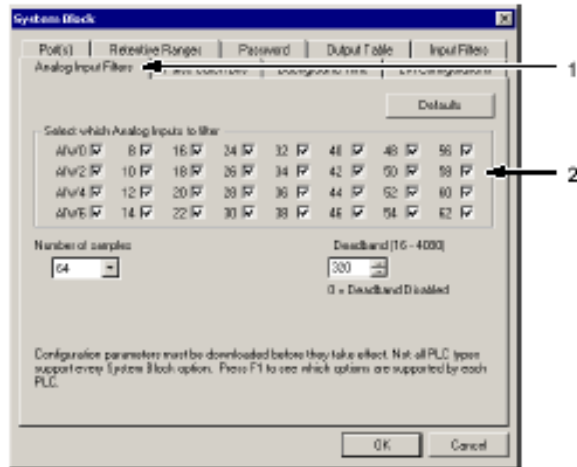 System Block
Port(s) Retentive Ranges Password Output Table Input Filters
Analog Input Filters Pulse Catch Bits Background Time EM Configurations
1
Defaults
Select which Analog Inputs to filter
AIW0 8 16 24 32 40 48 56
AIW2 10 18 26 34 42 50 58
2
AIW4 12 20 28 36 44 52 60
AIW6 14 22 30 38 46 54 62
Number of samples Deadband (16 - 4080)
64 320
0 = Deadband Disabled
Configuration parameters must be downloaded before they take effect. Not all PLC types
support every System Block option. Press F1 to see which options are supported by each
PLC.
OK Cancel